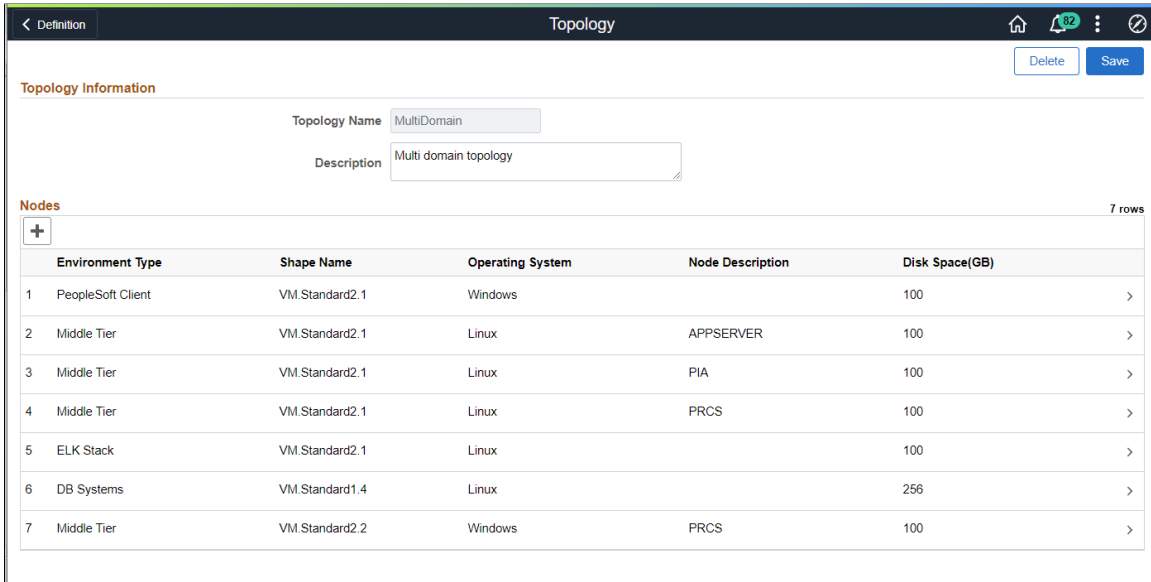 Definition Topology 82
Delete Save
Topology Information
Topology Name MultiDomain
Description Multi domain topology
Nodes 7 rows
Environment Type Shape Name Operating System Node Description Disk Space(GB)
1 PeopleSoft Client VM.Standard2.1 Windows 100
2 Middle Tier VM.Standard2.1 Linux APPSERVER 100
3 Middle Tier VM.Standard2.1 Linux PIA 100
4 Middle Tier VM.Standard2.1 Linux PRCS 100
5 ELK Stack VM.Standard2.1 Linux 100
6 DB Systems VM.Standard1.4 Linux 256
7 Middle Tier VM.Standard2.2 Windows PRCS 100